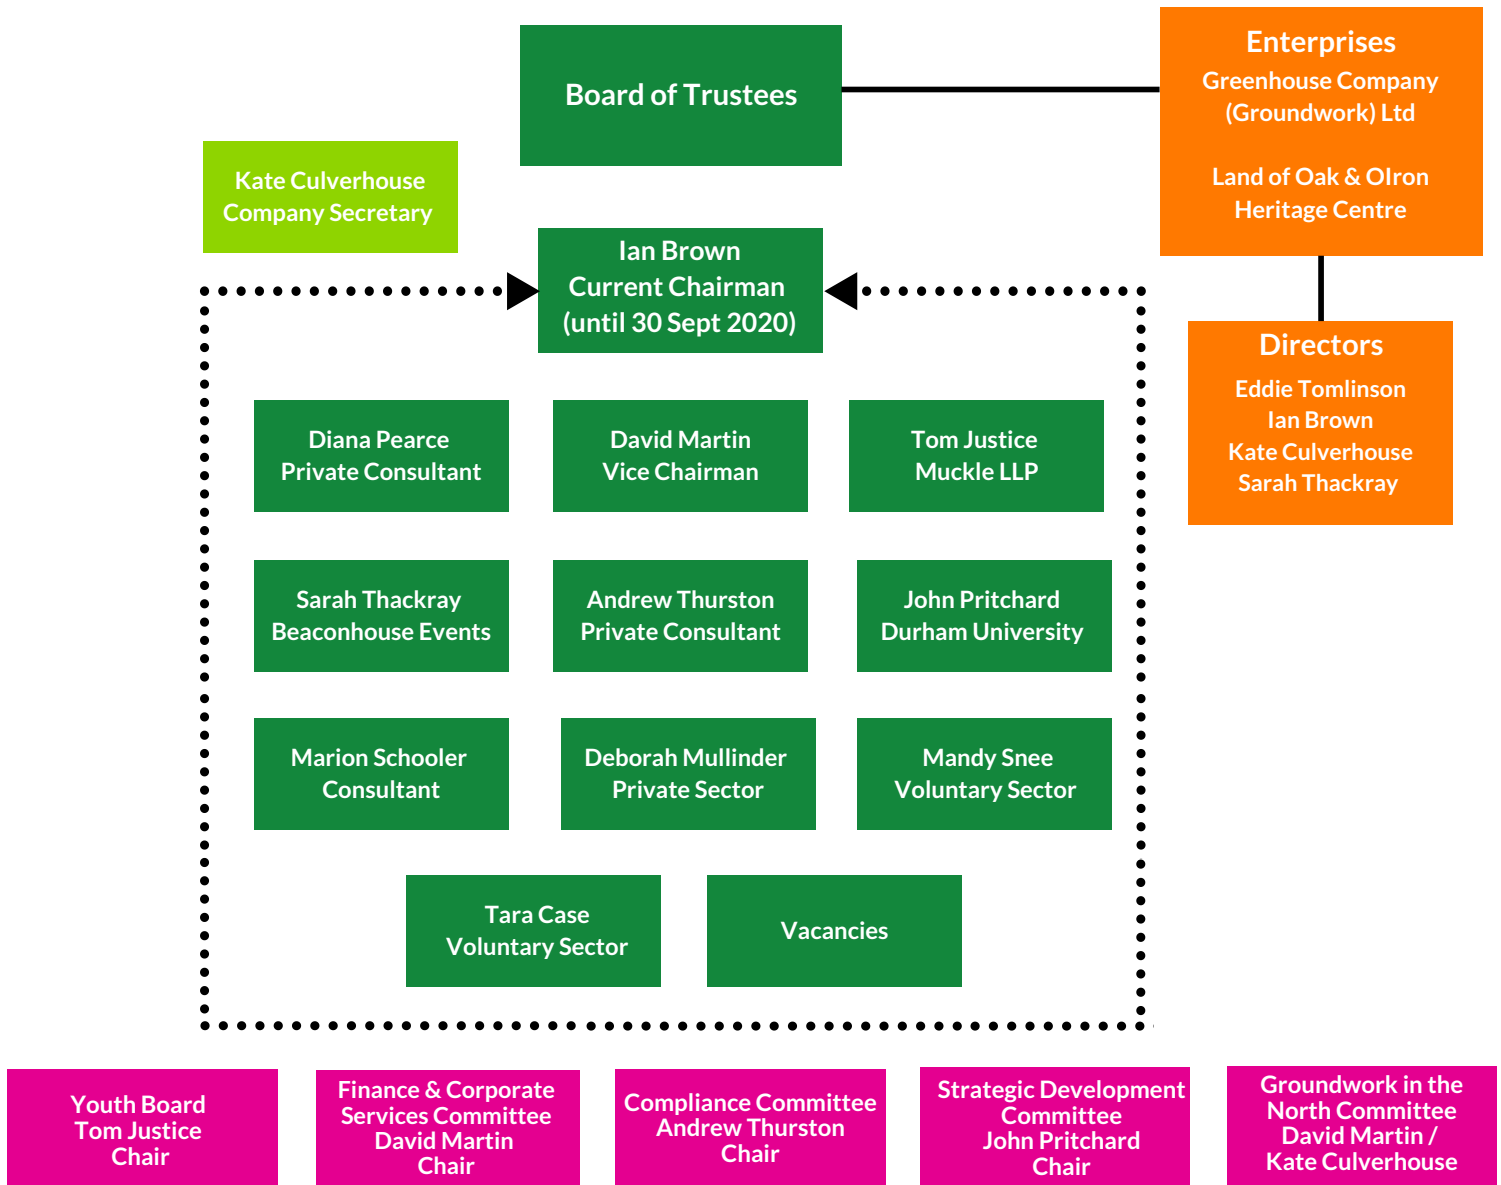 Board of Trustees
Enterprises
Greenhouse Company
(Groundwork) Ltd
Land of Oak & OIron
Heritage Centre
Kate Culverhouse
Company Secretary
Ian Brown
Current Chairman
(until 30 Sept 2020)
Directors
Eddie Tomlinson
Ian Brown
Kate Culverhouse
Sarah Thackray
Diana Pearce
Private Consultant
David Martin
Vice Chairman
Tom Justice
Muckle LLP
Sarah Thackray
Beaconhouse Events
Andrew Thurston
Private Consultant
John Pritchard
Durham University
Marion Schooler
Consultant
Deborah Mullinder
Private Sector
Mandy Snee
Voluntary Sector
Tara Case
Voluntary Sector
Vacancies
Youth Board
Tom Justice
Chair
Finance & Corporate
Services Committee
David Martin
Chair
Compliance Committee
Andrew Thurston
Chair
Strategic Development
Committee
John Pritchard
Chair
Groundwork in the
North Committee
David Martin /
Kate Culverhouse